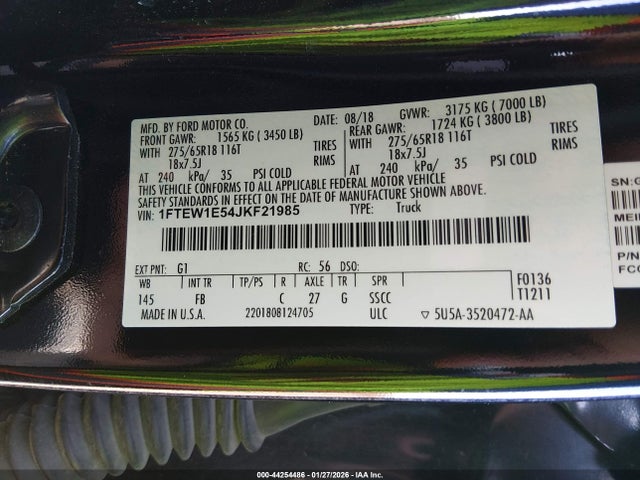 MFD. BY FORD MOTOR CO. DATE: 08/18 GVWR: 3175 KG ( 7000 LB)
FRONT GAWR: 1565 KG ( 3450 LB) REAR GAWR: 1724 KG ( 3800 LB)
WITH 275/65R18 116T TIRES WITH 275/65R18 116T TIRES
18x7.5J RIMS 18x7.5J RIMS
AT 240 kPa/ 35 PSI COLD AT 240 kPa/ 35 PSI COLD
THIS VEHICLE CONFORMS TO ALL APPLICABLE FEDERAL MOTOR VEHICLE
SAFETY STANDARDS IN EFFECT ON THE DATE OF MANUFACTURE SHOWN ABOVE.
VIN: 1FTEW1E54JKF21985 TYPE: Truck
EXT PNT: G1 RC: 56 DSO:
WB INT TR TP/PS R AXLE TR SPR F0136
145 FB C 27 G SSCC T1211
MADE IN U.S.A. 2201808124705 ULC ▽ 5U5A-3520472-AA
SN:
P/N
FCC
000-44254486 - 01/27/2026 - IAA Inc.